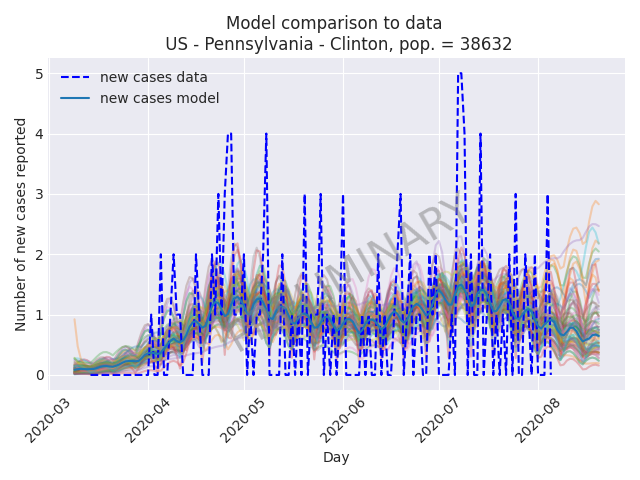 Model comparison to data
US - Pennsylvania - Clinton, pop. = 38632
new cases data
new cases model
Number of new cases reported
5
4
3
2
1
0
2020-03
2020-04
2020-05
2020-06
2020-07
2020-08
Day